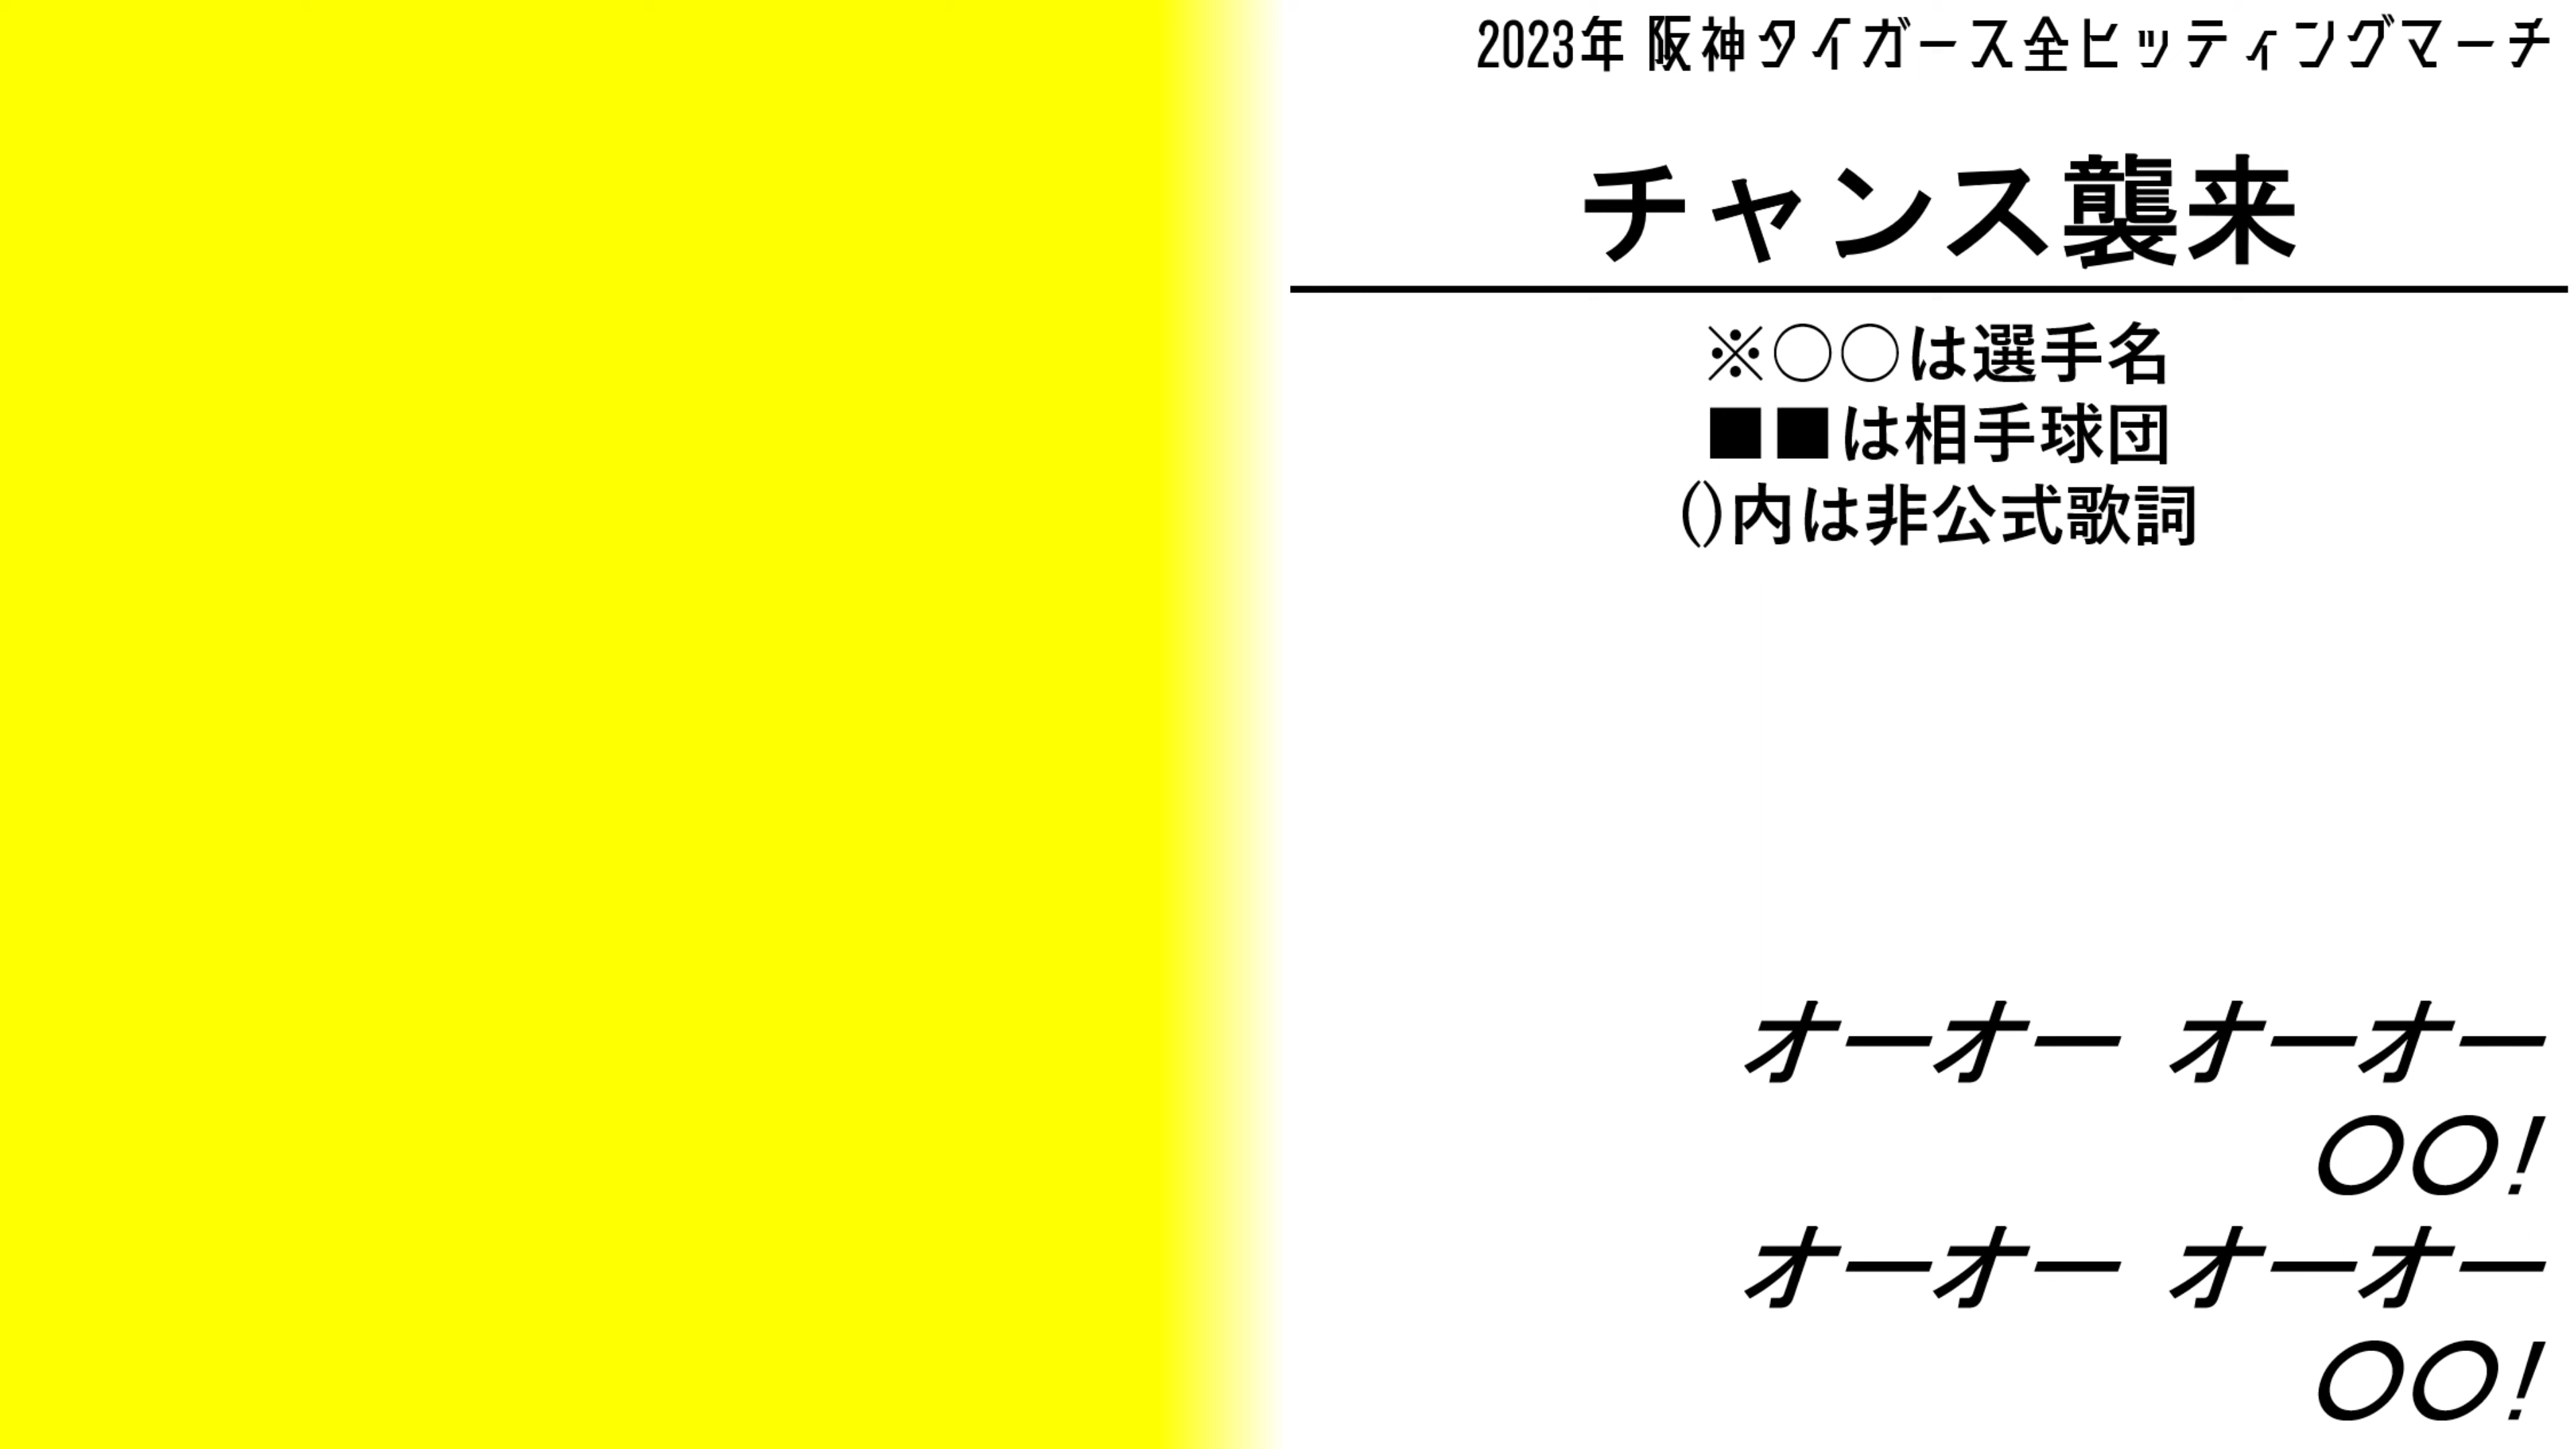 2023年 阪神タイガース全ヒッティングマーチ
チャンス襲来
※○○は選手名
■■は相手球団
()内は非公式歌詞
オーオー オーオー
○○!
オーオー オーオー
○○!